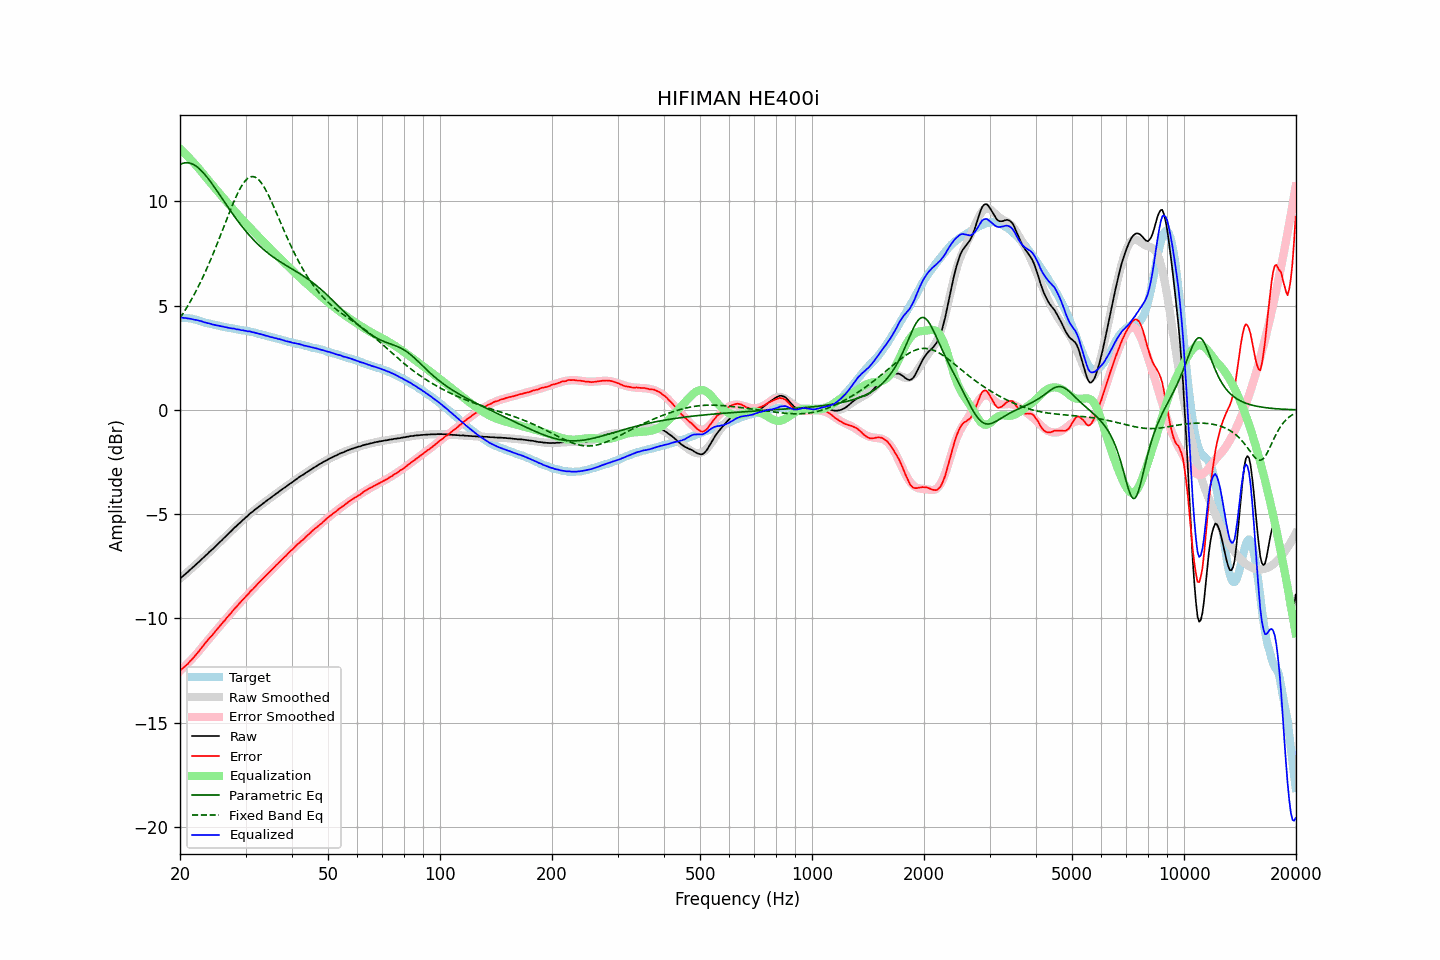 HIFIMAN HE400i
Amplitude (dBr)
10
5
0
−5
−10
−15
−20
Target
Raw Smoothed
Error Smoothed
Raw
Error
Equalization
Parametric Eq
Fixed Band Eq
Equalized
20 50 100 200 500 1000 2000 5000 10000 20000
Frequency (Hz)